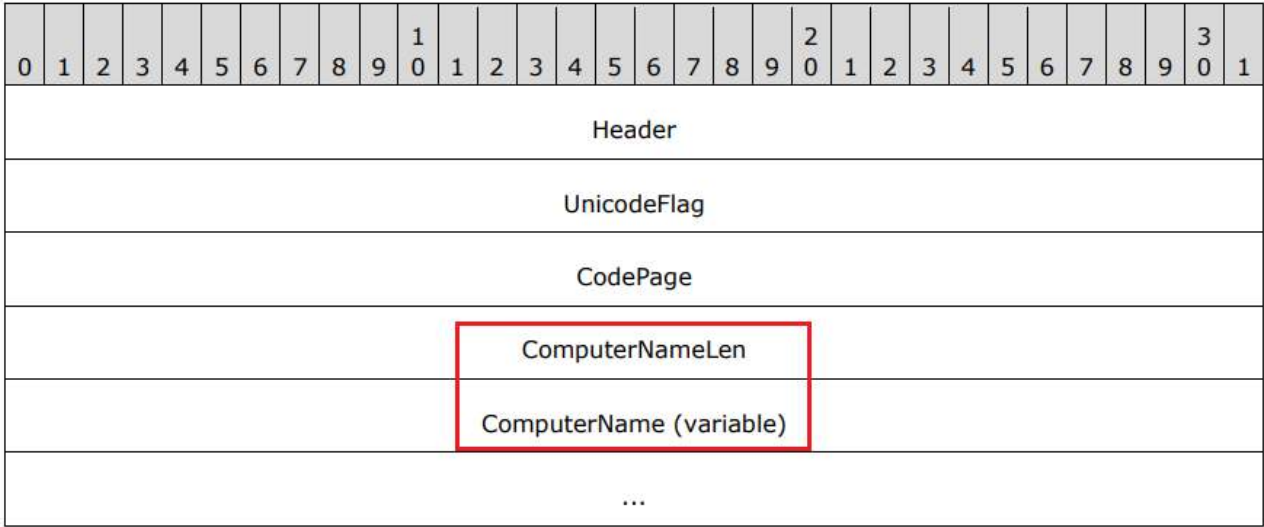 1 2 3
0 1 2 3 4 5 6 7 8 9 0 1 2 3 4 5 6 7 8 9 0 1 2 3 4 5 6 7 8 9 0 1
Header
UnicodeFlag
CodePage
ComputerNameLen
ComputerName (variable)
...